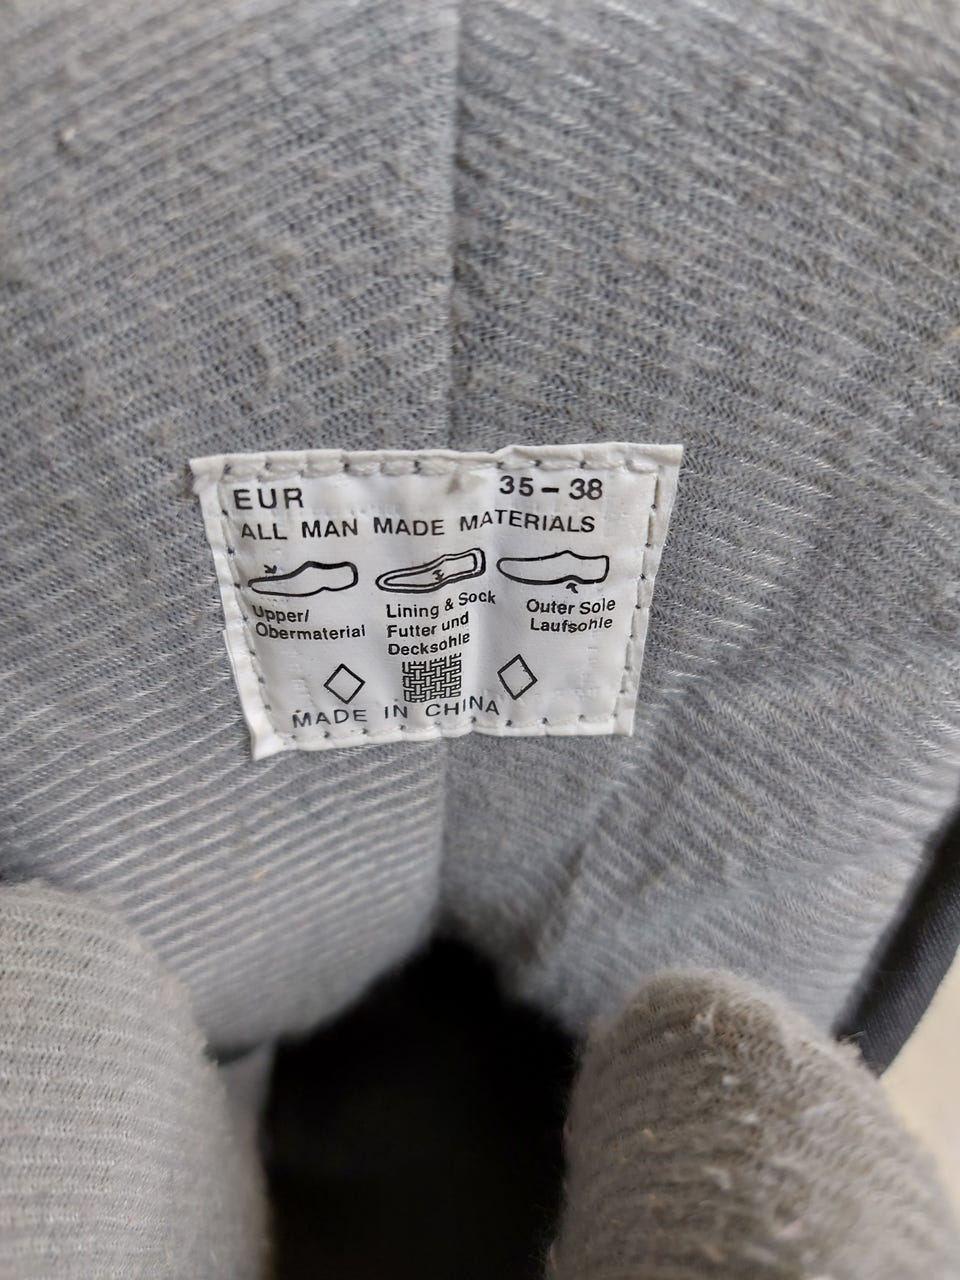 EUR 35-38
ALL MAN MADE MATERIALS
Upper/
Obermaterial
Lining & Sock
Futter und
Decksohle
Outer Sole
Laufsohle
MADE IN CHINA